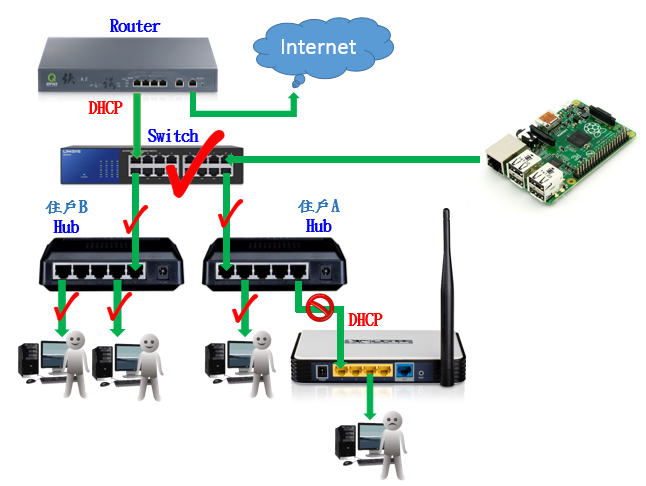 Router
Internet
DHCP
Switch
住戶B
Hub
住戶A
Hub
DHCP